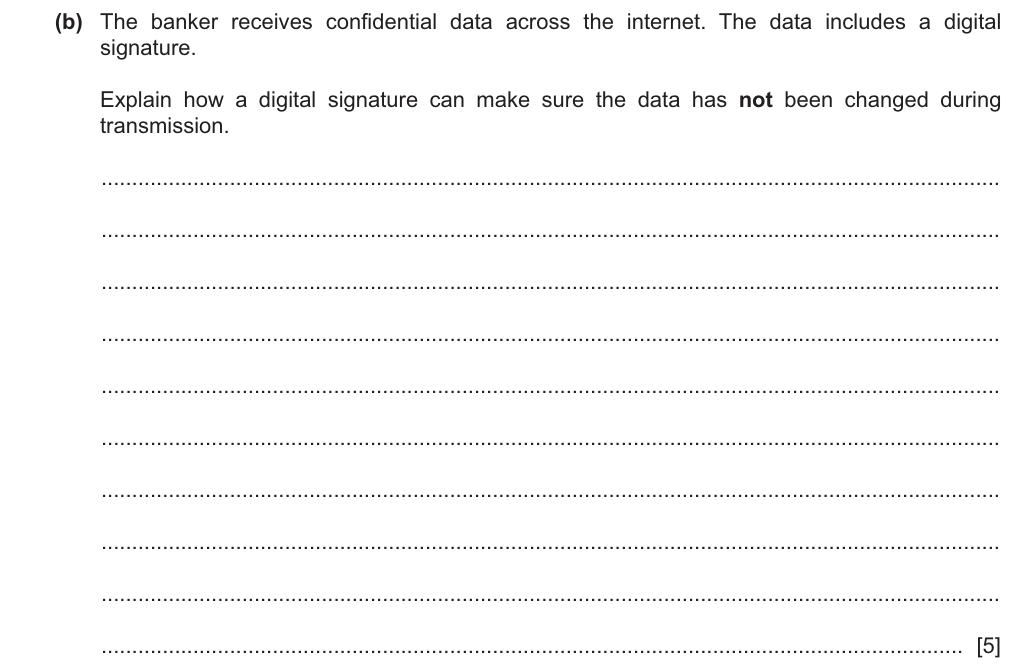 (b) The banker receives confidential data across the internet. The data includes a digital
signature.
Explain how a digital signature can make sure the data has not been changed during
transmission.
[5]